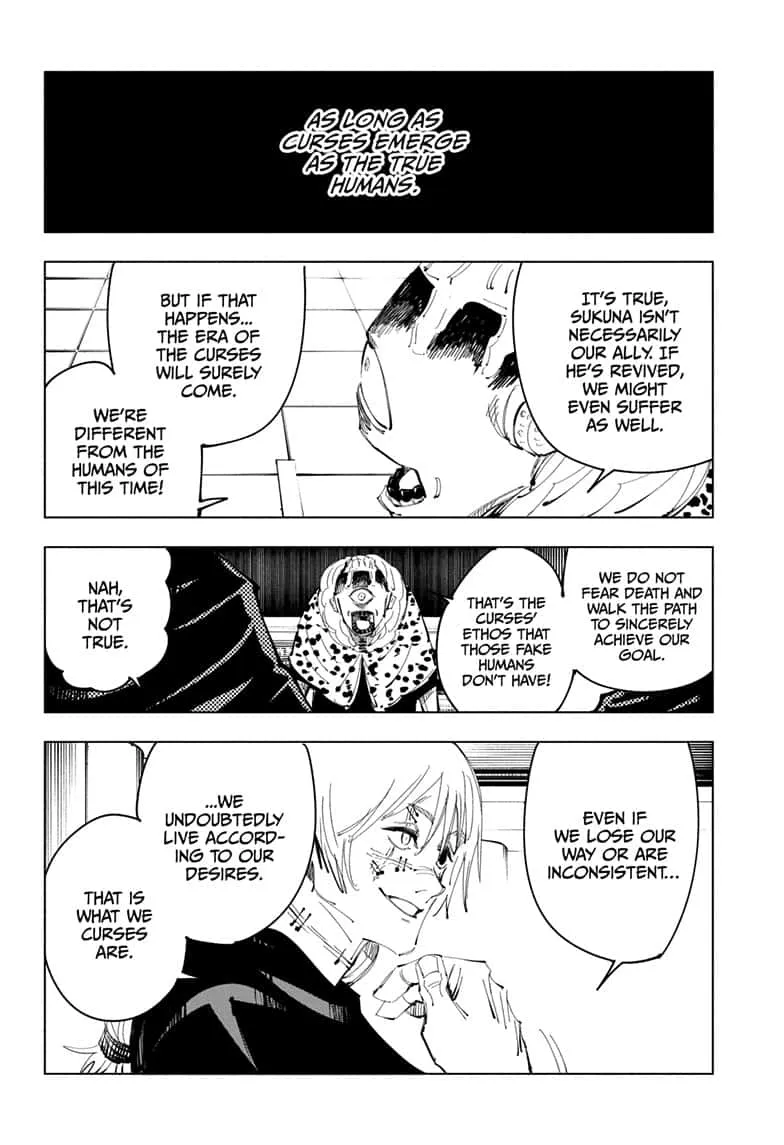 AS LONG AS
CURSES EMERGE
AS THE TRUE
HUMANS.
IT'S TRUE,
SUKUNA ISN'T
NECESSARILY
OUR ALLY. IF
HE'S REVIVED,
WE MIGHT
EVEN SUFFER
AS WELL.
BUT IF THAT
HAPPENS...
THE ERA OF
THE CURSES
WILL SURELY
COME.
WE'RE
DIFFERENT
FROM THE
HUMANS OF
THIS TIME!
WE DO NOT
FEAR DEATH AND
WALK THE PATH
TO SINCERELY
ACHIEVE OUR
GOAL.
THAT'S THE
CURSES'
ETHOS THAT
THOSE FAKE
HUMANS
DON'T HAVE!
NAH,
THAT'S
NOT
TRUE.
EVEN IF
WE LOSE OUR
WAY OR ARE
INCONSISTENT...
...WE
UNDOUBTEDLY
LIVE ACCORD-
ING TO OUR
DESIRES.
THAT IS
WHAT WE
CURSES
ARE.